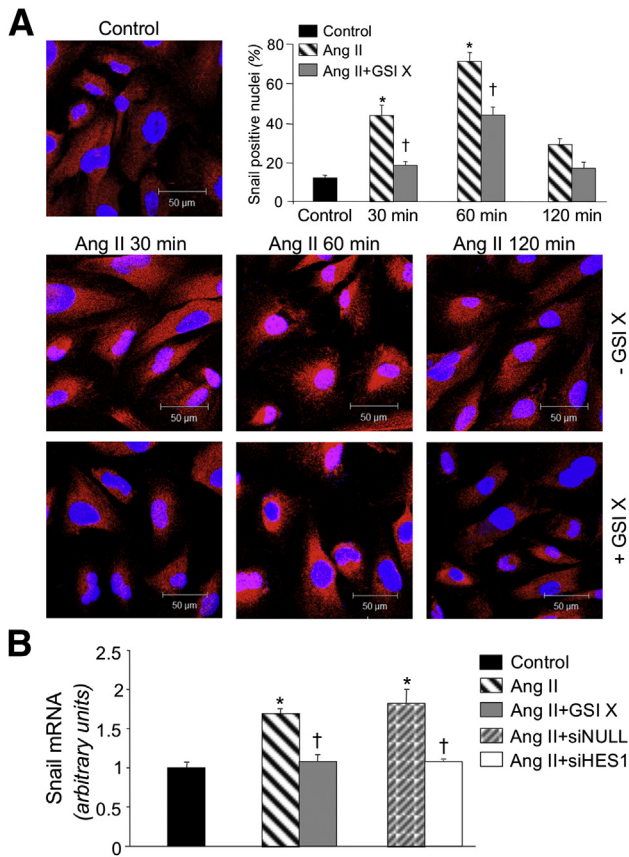 A
Control
50 µm
Control
Ang II
Ang II+GSI X
Snail positive nuclei (%)
80
60
40
20
0
*
†
*
†
Control
30 min
60 min
120 min
Ang II 30 min
Ang II 60 min
Ang II 120 min
50 µm
50 µm
50 µm
- GSI X
50 µm
50 µm
50 µm
+ GSI X
B
Snail mRNA
(arbitrary units)
2.5
2
1.5
1
0.5
0
*
†
*
†
Control
Ang II
Ang II+GSI X
Ang II+siNULL
Ang II+siHES1